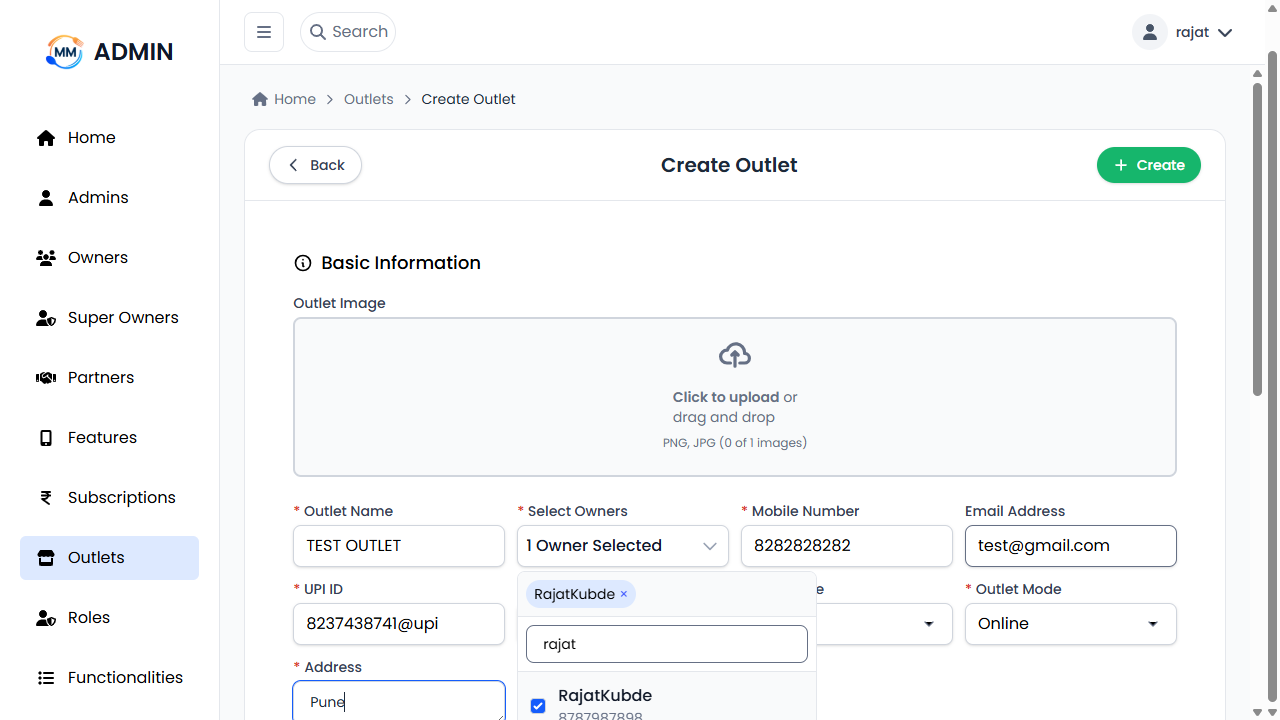 MM ADMIN
Search
rajat
Home
Admins
Owners
Super Owners
Partners
Features
Subscriptions
Outlets
Roles
Functionalities
Home > Outlets > Create Outlet
Back
Create Outlet
+ Create
Basic Information
Outlet Image
Click to upload or
drag and drop
PNG, JPG (0 of 1 images)
* Outlet Name
TEST OUTLET
* Select Owners
1 Owner Selected
* Mobile Number
8282828282
Email Address
test@gmail.com
* UPI ID
8237438741@upi
RajatKubde ×
rajat
RajatKubde
8787987898
* Outlet Mode
Online
* Address
Pune